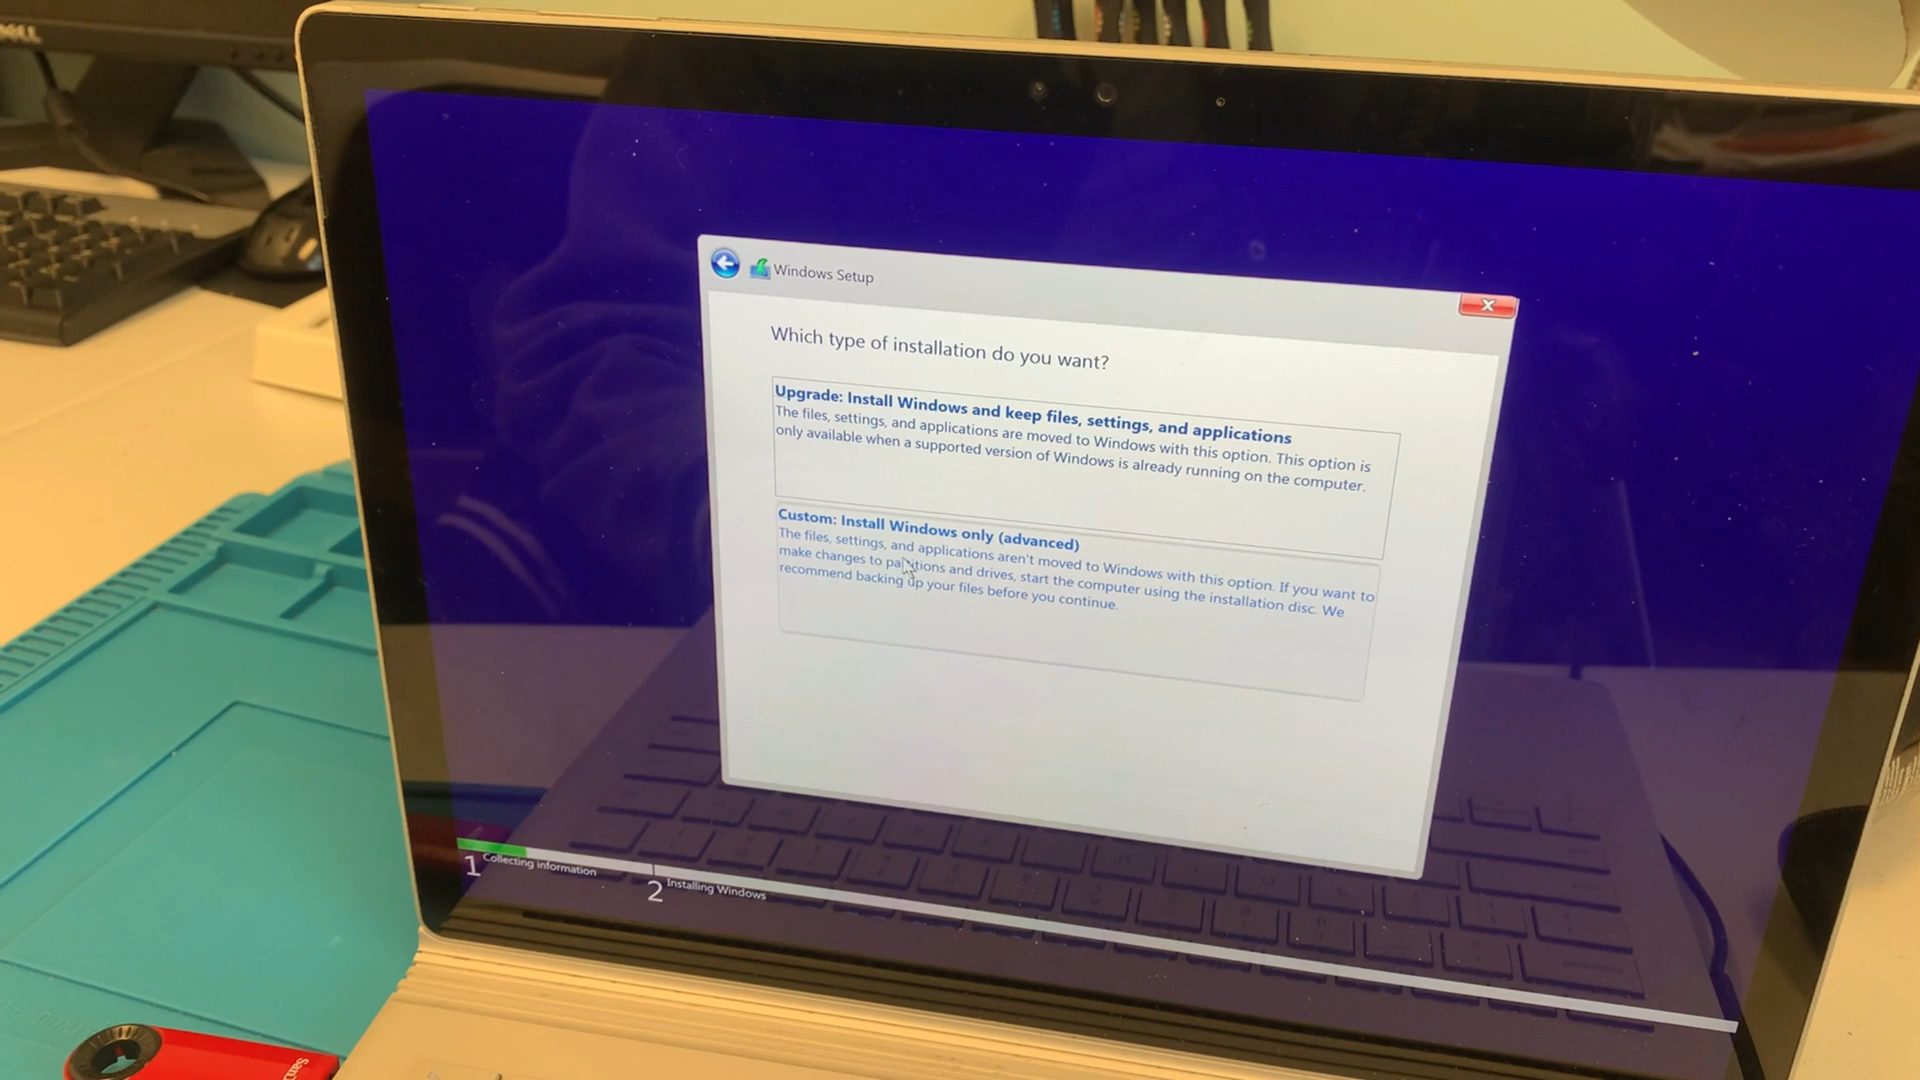 DELL
Windows Setup
Which type of installation do you want?
Upgrade: Install Windows and keep files, settings, and applications
The files, settings, and applications are moved to Windows with this option. This option is
only available when a supported version of Windows is already running on the computer.
Custom: Install Windows only (advanced)
The files, settings, and applications aren't moved to Windows with this option. If you want to
make changes to partitions and drives, start the computer using the installation disc. We
recommend backing up your files before you continue.
1 Collecting information
2 Installing Windows